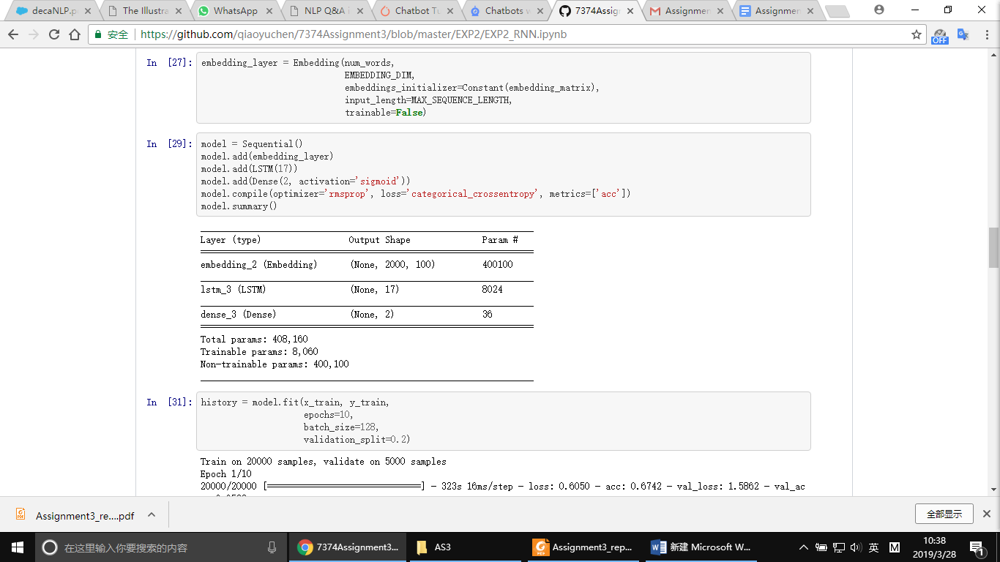 decaNLP.p
The Illustra
WhatsApp
NLP Q&A i
Chatbot Tu
Chatbots w
7374Assig
Assignmen
Assignmen
安全 https://github.com/qiaoyuchen/7374Assignment3/blob/master/EXP2/EXP2_RNN.ipynb
OFF
In [27]: embedding_layer = Embedding(num_words,
EMBEDDING_DIM,
embeddings_initializer=Constant(embedding_matrix),
input_length=MAX_SEQUENCE_LENGTH,
trainable=False)
In [29]: model = Sequential()
model.add(embedding_layer)
model.add(LSTM(17))
model.add(Dense(2, activation='sigmoid'))
model.compile(optimizer='rmsprop', loss='categorical_crossentropy', metrics=['acc'])
model.summary()
Layer (type) Output Shape Param #
embedding_2 (Embedding) (None, 2000, 100) 400100
lstm_3 (LSTM) (None, 17) 8024
dense_3 (Dense) (None, 2) 36
Total params: 408,160
Trainable params: 8,060
Non-trainable params: 400,100
In [31]: history = model.fit(x_train, y_train,
epochs=10,
batch_size=128,
validation_split=0.2)
Train on 20000 samples, validate on 5000 samples
Epoch 1/10
20000/20000 [==============================] - 323s 16ms/step - loss: 0.6050 - acc: 0.6742 - val_loss: 1.5862 - val_ac
Assignment3_re....pdf
全部显示
在这里输入你要搜索的内容
7374Assignment3...
AS3
Assignment3_rep...
新建 Microsoft W...
英
M
10:38
2019/3/28
1